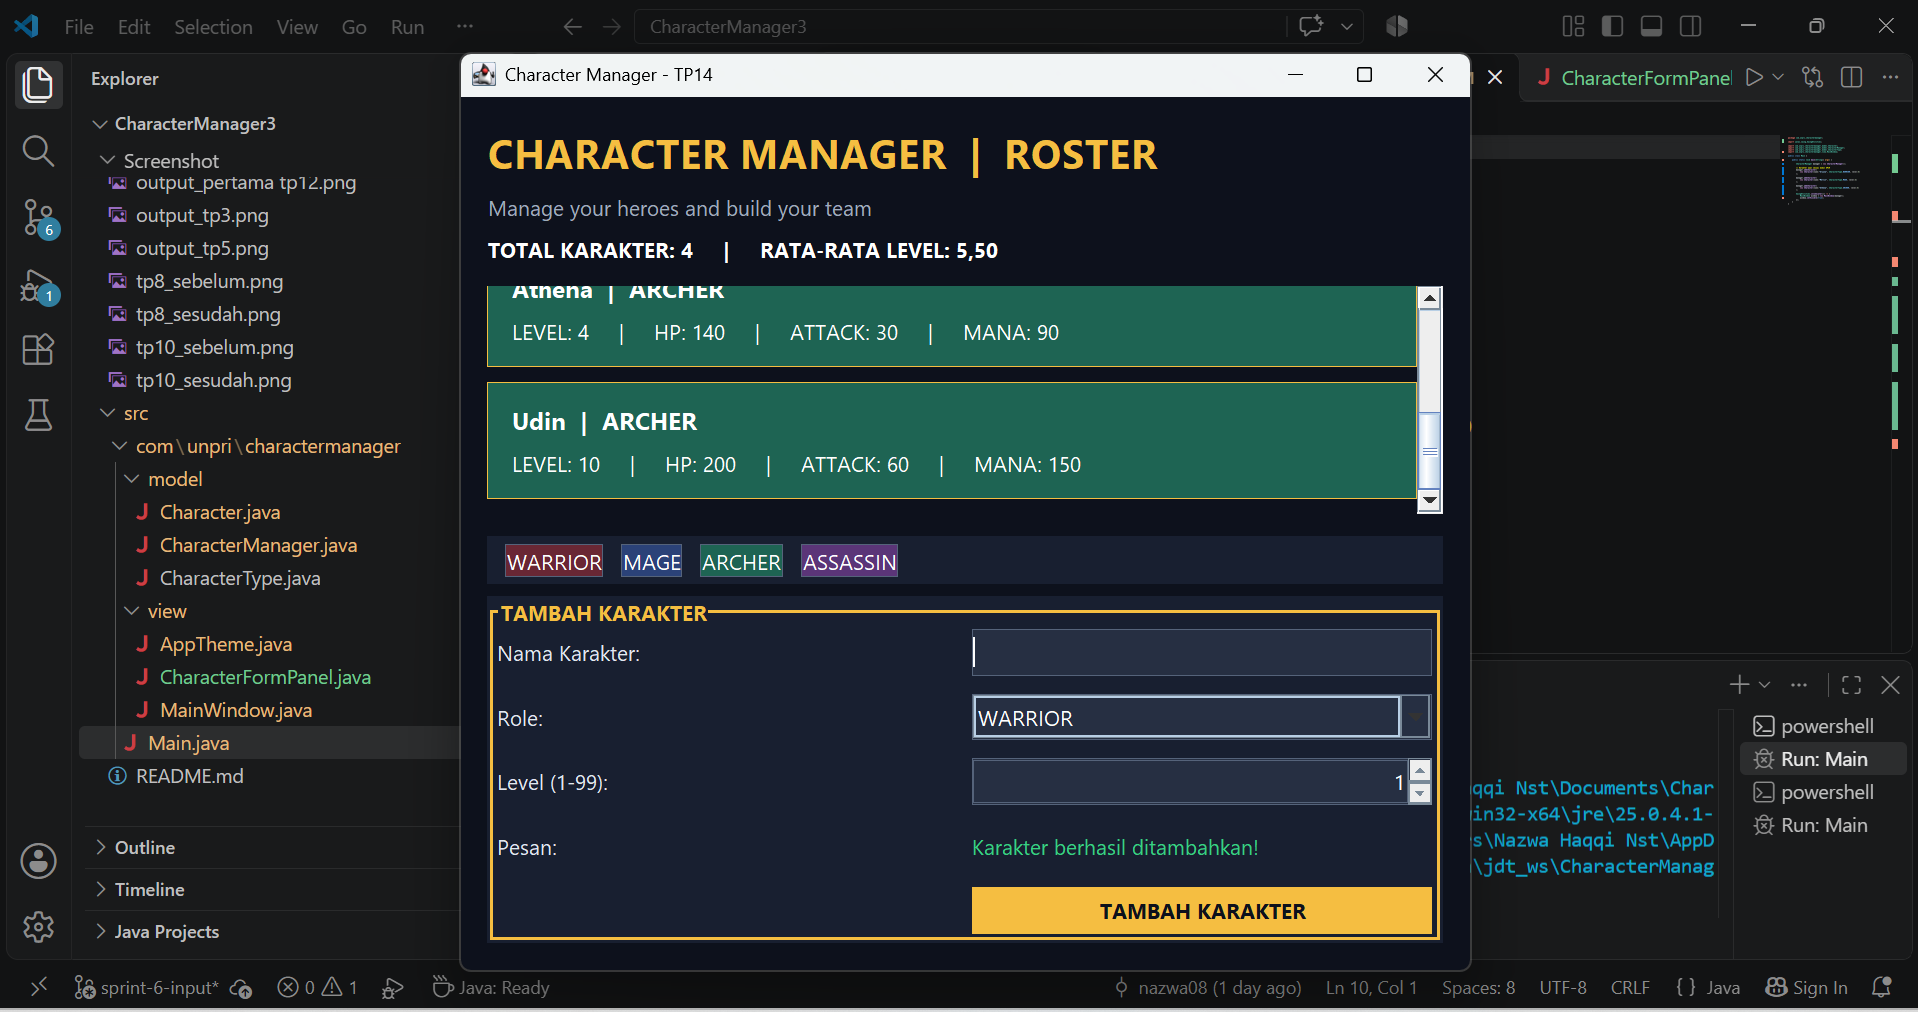 File Edit Selection View Go Run ··· CharacterManager3
Explorer
CharacterManager3
Screenshot
output_pertama tp12.png
output_tp3.png
output_tp5.png
tp8_sebelum.png
tp8_sesudah.png
tp10_sebelum.png
tp10_sesudah.png
src
com\unpri\charactermanager
model
Character.java
CharacterManager.java
CharacterType.java
view
AppTheme.java
CharacterFormPanel.java
MainWindow.java
Main.java
README.md
Outline
Timeline
Java Projects
6
1
Character Manager - TP14
CHARACTER MANAGER | ROSTER
Manage your heroes and build your team
TOTAL KARAKTER: 4 | RATA-RATA LEVEL: 5,50
Athena | ARCHER
LEVEL: 4 | HP: 140 | ATTACK: 30 | MANA: 90
Udin | ARCHER
LEVEL: 10 | HP: 200 | ATTACK: 60 | MANA: 150
WARRIOR MAGE ARCHER ASSASSIN
TAMBAH KARAKTER
Nama Karakter:
Role: WARRIOR
Level (1-99): 1
Pesan: Karakter berhasil ditambahkan!
TAMBAH KARAKTER
CharacterFormPane
qqi Nst\Documents\Char
in32-x64\jre\25.0.4.1-
s\Nazwa Haqqi Nst\AppD
\jdt_ws\CharacterManag
powershell
Run: Main
powershell
Run: Main
sprint-6-input* 0 1 Java: Ready nazwa08 (1 day ago) Ln 10, Col 1 Spaces: 8 UTF-8 CRLF { } Java Sign In